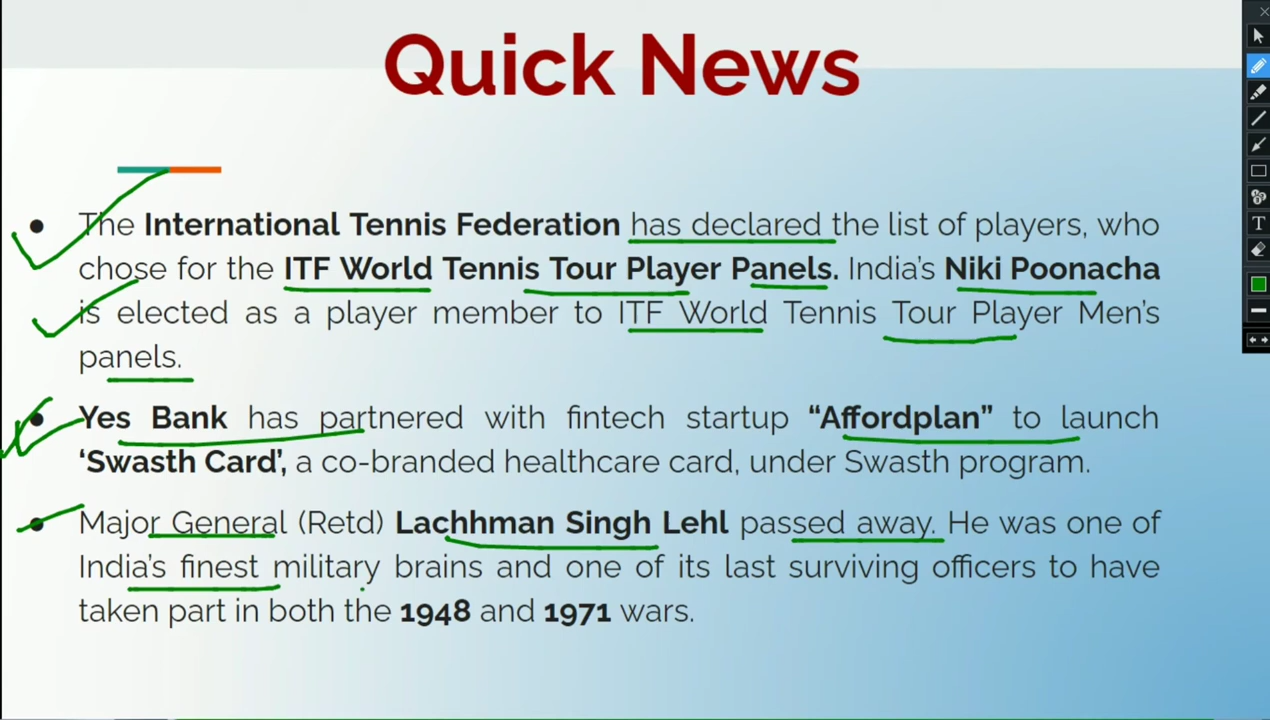 Quick News
● The International Tennis Federation has declared the list of players, who
chose for the ITF World Tennis Tour Player Panels. India's Niki Poonacha
is elected as a player member to ITF World Tennis Tour Player Men's
panels.
● Yes Bank has partnered with fintech startup “Affordplan” to launch
‘Swasth Card’, a co-branded healthcare card, under Swasth program.
● Major General (Retd) Lachhman Singh Lehl passed away. He was one of
India's finest military brains and one of its last surviving officers to have
taken part in both the 1948 and 1971 wars.